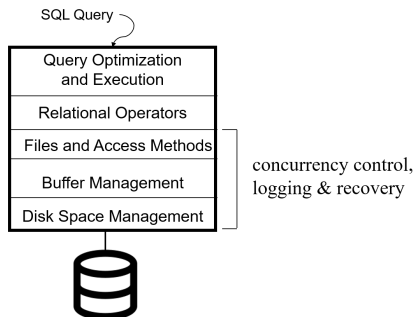 SQL Query
Query Optimization
and Execution
Relational Operators
Files and Access Methods
Buffer Management
Disk Space Management
concurrency control,
logging & recovery